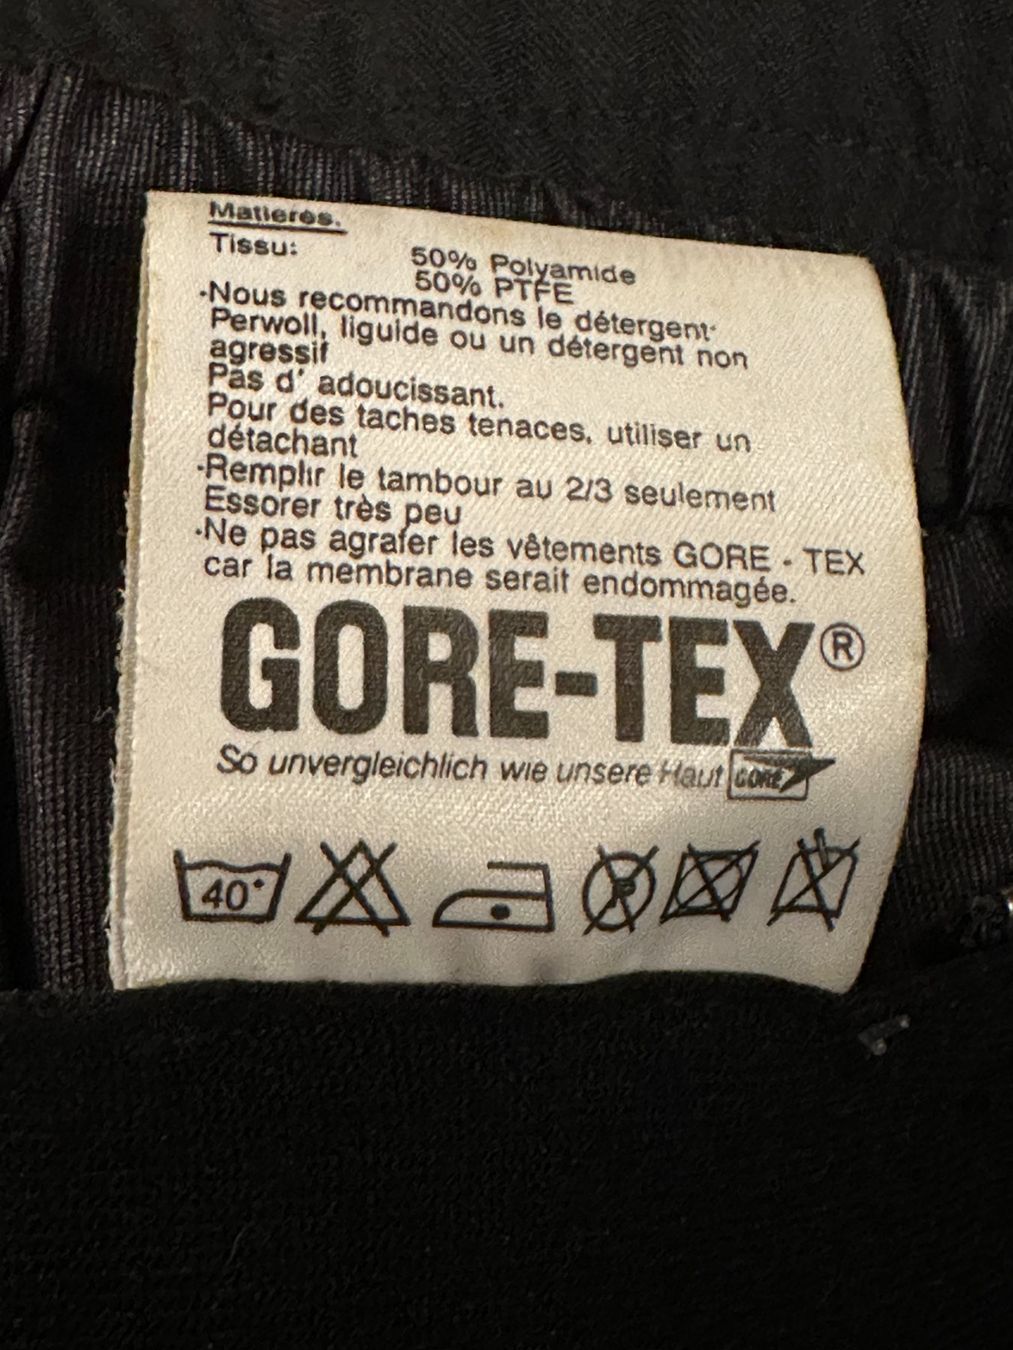 Matières.
Tissu: 50% Polyamide
50% PTFE
·Nous recommandons le détergent·
Perwoll, liguide ou un détergent non
agressif
Pas d' adoucissant.
Pour des taches tenaces, utiliser un
détachant
·Remplir le tambour au 2/3 seulement
Essorer très peu
·Ne pas agrafer les vêtements GORE - TEX
car la membrane serait endommagée.
GORE-TEX®
So unvergleichlich wie unsere Haut GORE
40° P